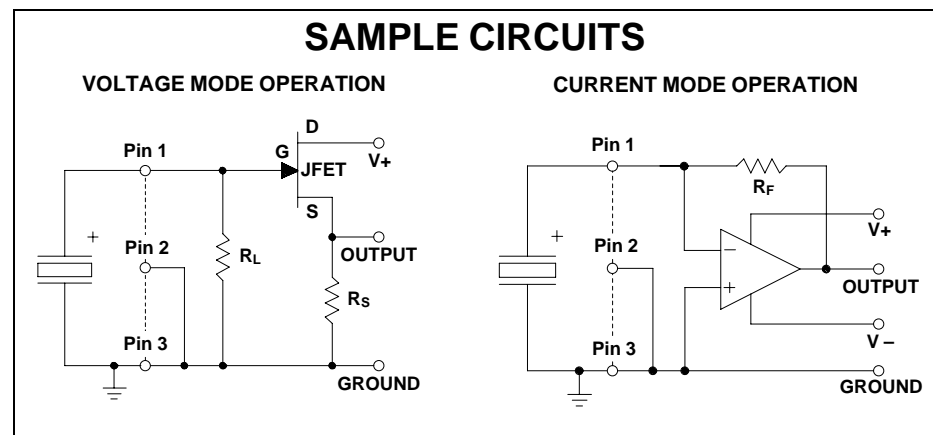 SAMPLE CIRCUITS
VOLTAGE MODE OPERATION
Pin 1
G
D
JFET
S
V+
+
Pin 2
RL
OUTPUT
RS
Pin 3
GROUND
CURRENT MODE OPERATION
Pin 1
RF
+
Pin 2
−
+
V+
OUTPUT
V –
Pin 3
GROUND